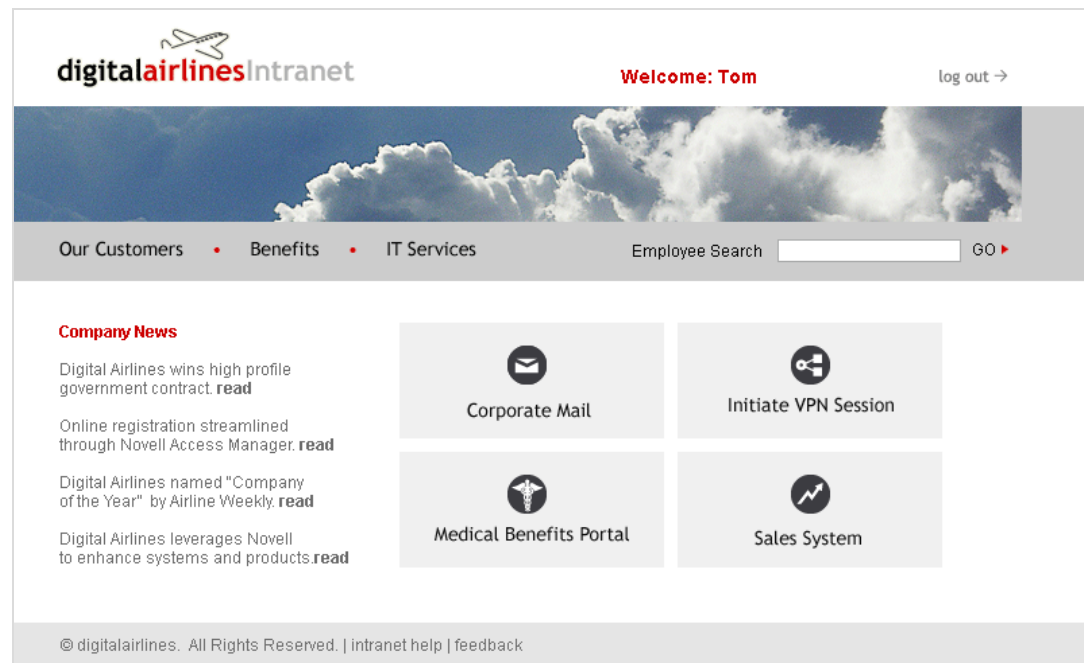 digitalairlinesIntranet
Welcome: Tom
log out →
Our Customers • Benefits • IT Services
Employee Search
GO
Company News
Digital Airlines wins high profile
government contract. read
Online registration streamlined
through Novell Access Manager. read
Digital Airlines named "Company
of the Year" by Airline Weekly. read
Digital Airlines leverages Novell
to enhance systems and products.read
Corporate Mail
Initiate VPN Session
Medical Benefits Portal
Sales System
© digitalairlines. All Rights Reserved. | intranet help | feedback